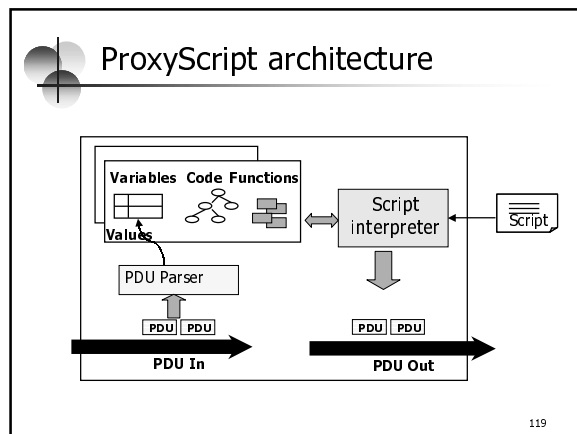 ProxyScript architecture
Variables Code Functions
Values
Script
interpreter
Script
PDU Parser
PDU PDU
PDU PDU
PDU In
PDU Out
119